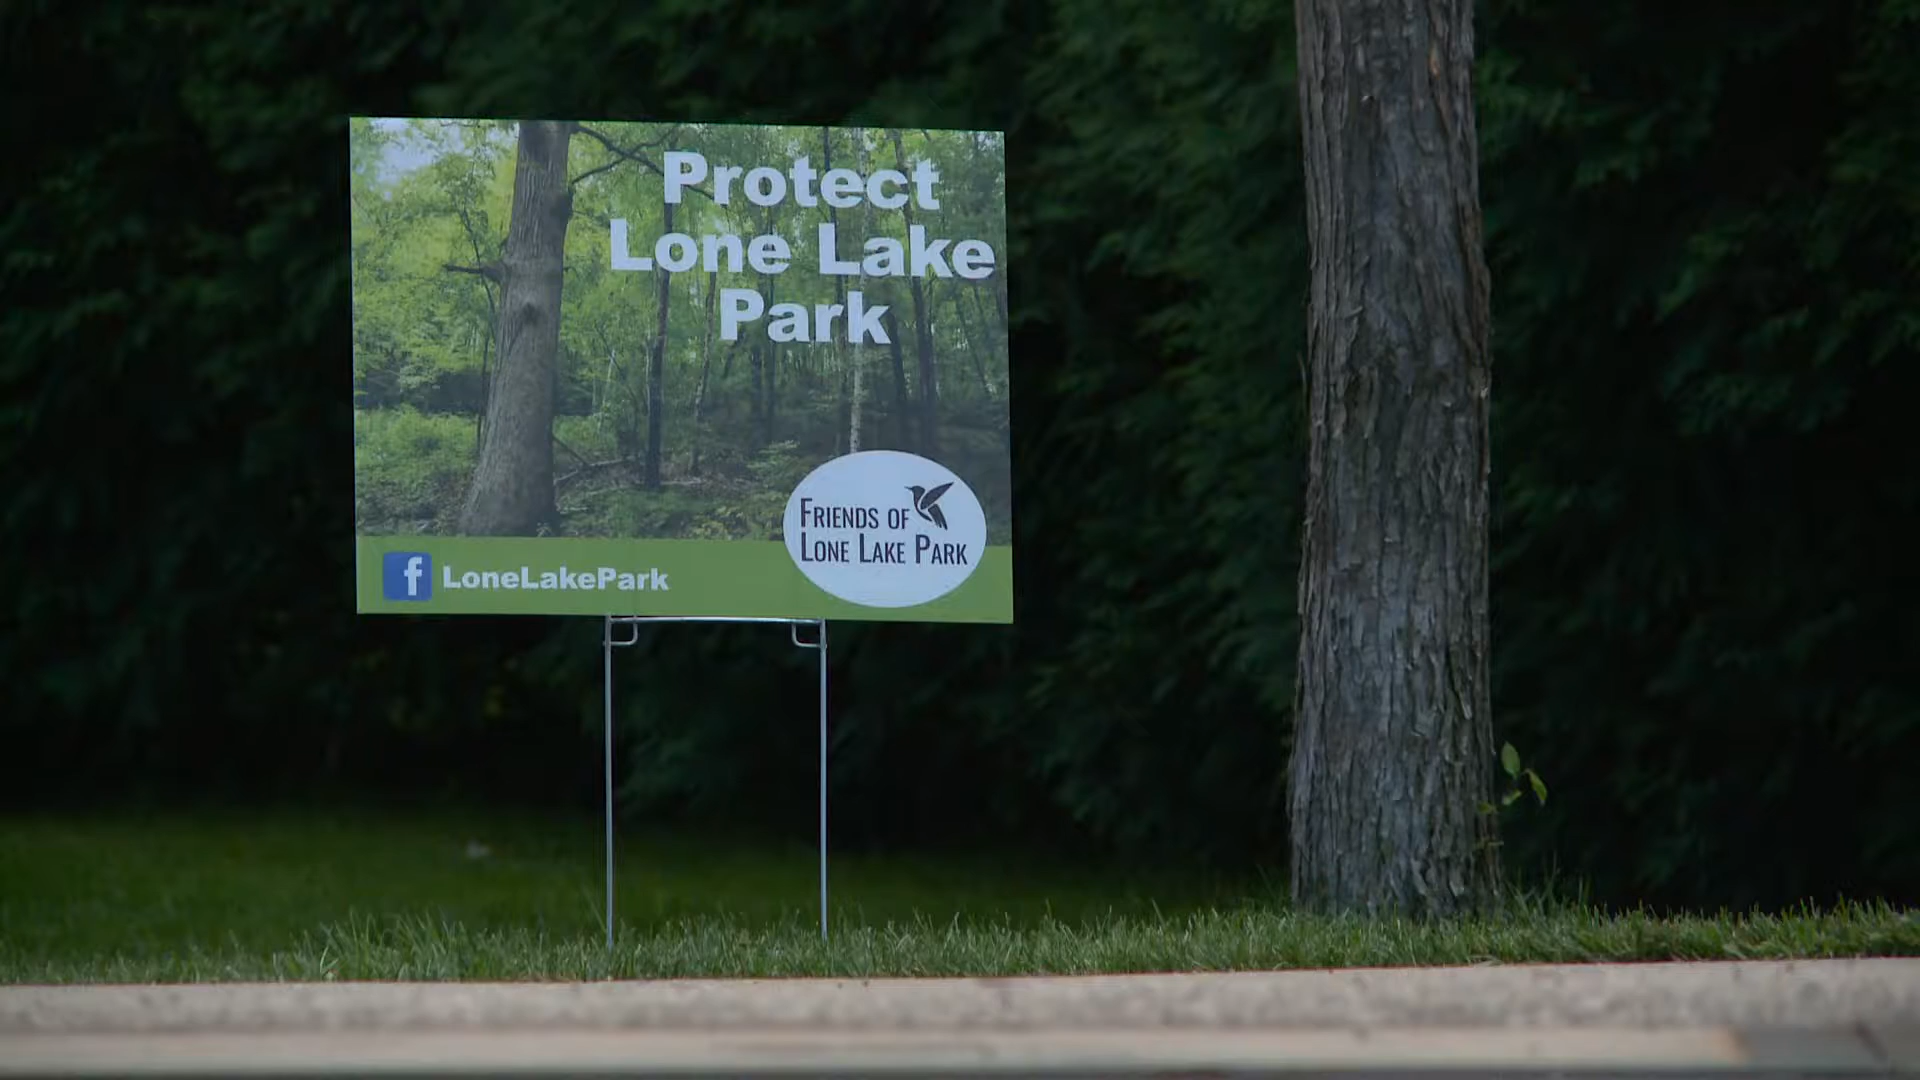 Protect
Lone Lake
Park
FRIENDS OF
LONE LAKE PARK
f LoneLakePark